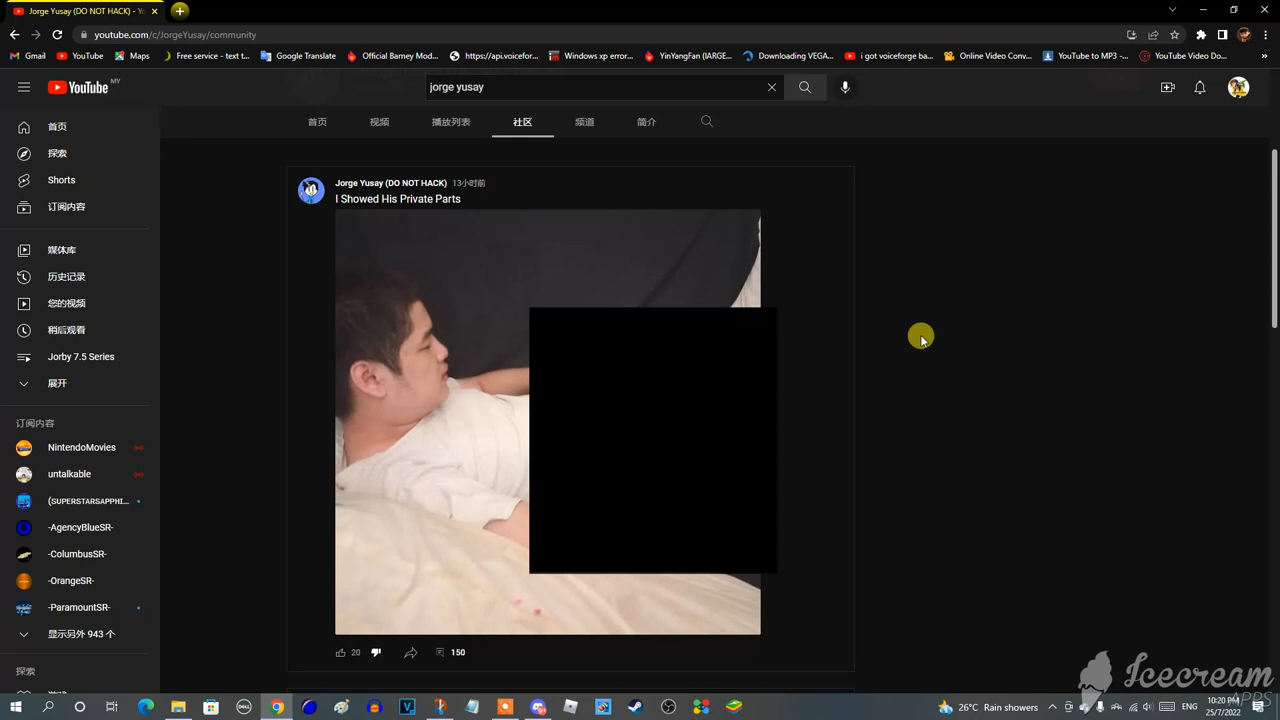 Jorge Yusay (DO NOT HACK) - Yo
youtube.com/c/JorgeYusay/community
Gmail
YouTube
Maps
Free service - text t...
Google Translate
Official Barney Mod...
https://api.voicefor...
Windows xp error...
YinYangFan (IARGE...
Downloading VEGA...
i got voiceforge ba...
Online Video Conv...
YouTube to MP3 -...
YouTube Video Do...
YouTube MY
jorge yusay
首页
探索
Shorts
订阅内容
媒体库
历史记录
您的视频
稍后观看
Jorby 7.5 Series
展开
订阅内容
NintendoMovies
untalkable
(SUPERSTARSAPPHI...
-AgencyBlueSR-
-ColumbusSR-
-OrangeSR-
-ParamountSR-
显示另外 943 个
探索
首页
视频
播放列表
社区
频道
简介
Jorge Yusay (DO NOT HACK) 13小时前
I Showed His Private Parts
20
150
Icecream
APPS
DELL
26°C Rain showers
10:20 PM
25/7/2022